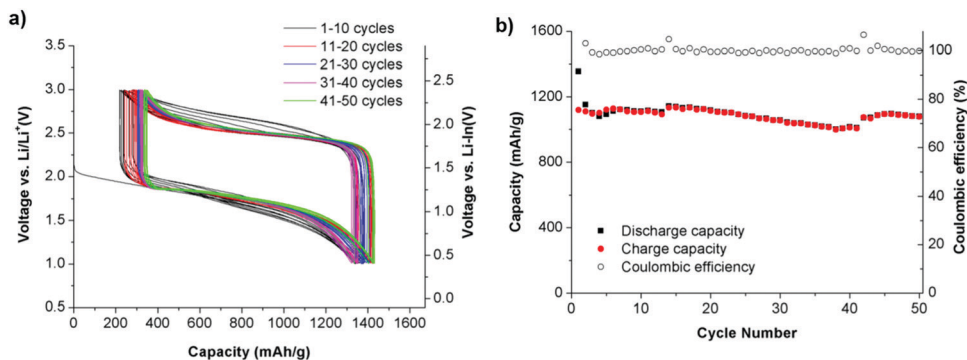 a)
1-10 cycles
11-20 cycles
21-30 cycles
31-40 cycles
41-50 cycles
Voltage vs. Li/Li⁺(V)
3.5
3.0
2.5
2.0
1.5
1.0
0.5
Voltage vs. Li-In(V)
2.5
2.0
1.5
1.0
0.5
0.0
0 200 400 600 800 1000 1200 1400 1600
Capacity (mAh/g)
b)
Capacity (mAh/g)
1600
1200
800
400
0
Coulombic efficiency (%)
100
80
60
40
20
0
Discharge capacity
Charge capacity
Coulombic efficiency
0 10 20 30 40 50
Cycle Number